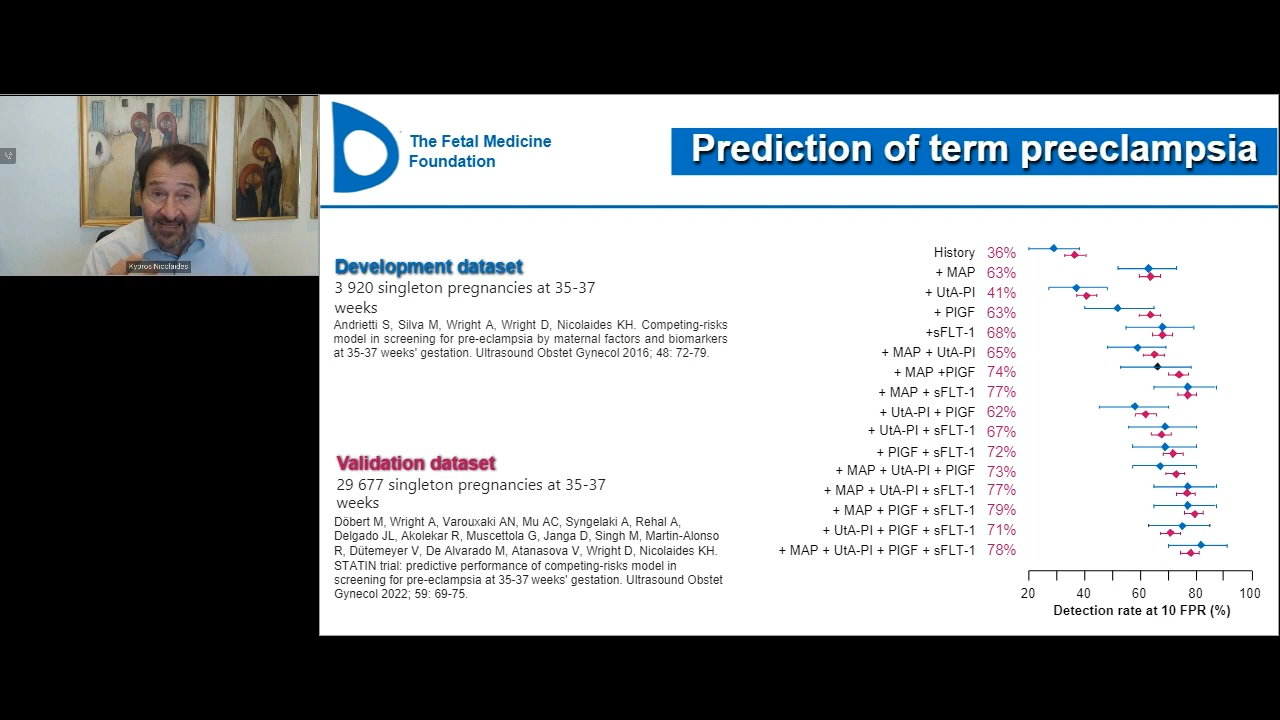 The Fetal Medicine
Foundation
Prediction of term preeclampsia
Kypros Nicolaides
Development dataset
3 920 singleton pregnancies at 35-37
weeks
Andrietti S, Silva M, Wright A, Wright D, Nicolaides KH. Competing-risks
model in screening for pre-eclampsia by maternal factors and biomarkers
at 35-37 weeks' gestation. Ultrasound Obstet Gynecol 2016; 48: 72-79.
Validation dataset
29 677 singleton pregnancies at 35-37
weeks
Döbert M, Wright A, Varouxaki AN, Mu AC, Syngelaki A, Rehal A,
Delgado JL, Akolekar R, Muscettola G, Janga D, Singh M, Martin-Alonso
R, Dütemeyer V, De Alvarado M, Atanasova V, Wright D, Nicolaides KH.
STATIN trial: predictive performance of competing-risks model in
screening for pre-eclampsia at 35-37 weeks' gestation. Ultrasound Obstet
Gynecol 2022; 59: 69-75.
History 36%
+ MAP 63%
+ UtA-PI 41%
+ PlGF 63%
+sFLT-1 68%
+ MAP + UtA-PI 65%
+ MAP +PlGF 74%
+ MAP + sFLT-1 77%
+ UtA-PI + PlGF 62%
+ UtA-PI + sFLT-1 67%
+ PlGF + sFLT-1 72%
+ MAP + UtA-PI + PlGF 73%
+ MAP + UtA-PI + sFLT-1 77%
+ MAP + PlGF + sFLT-1 79%
+ UtA-PI + PlGF + sFLT-1 71%
+ MAP + UtA-PI + PlGF + sFLT-1 78%
20 40 60 80 100
Detection rate at 10 FPR (%)